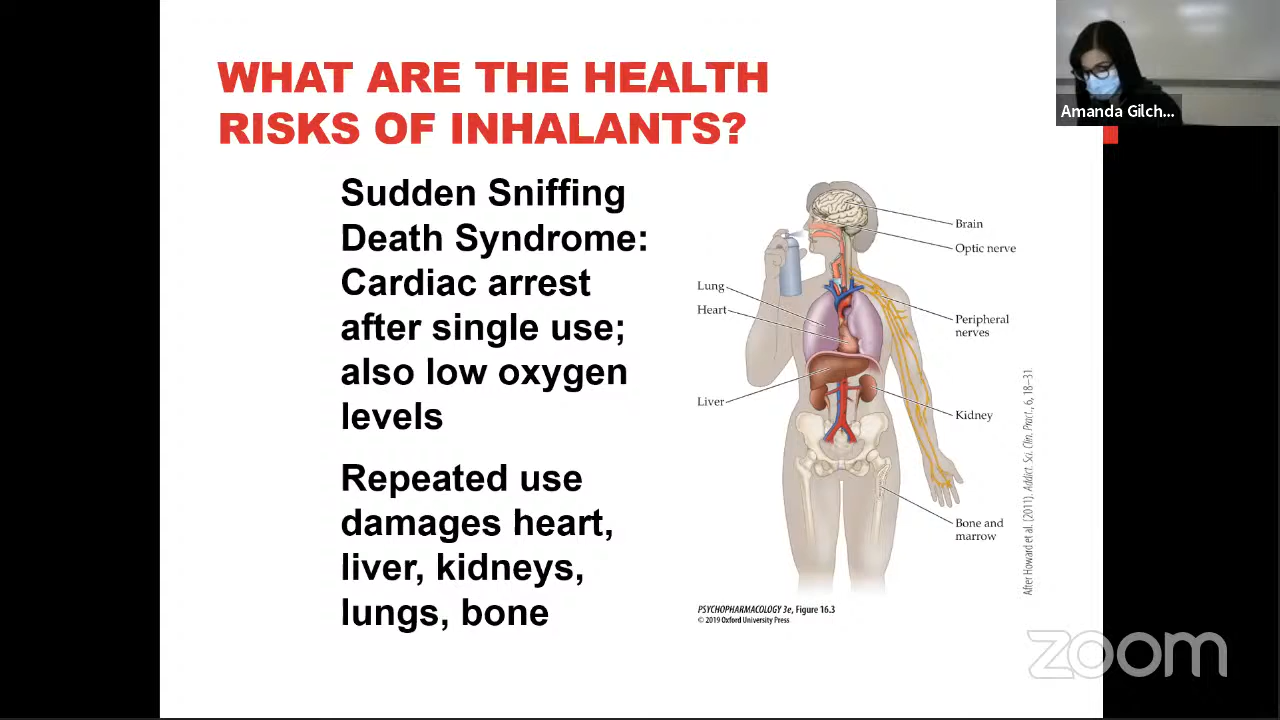 WHAT ARE THE HEALTH
RISKS OF INHALANTS?
Amanda Gilch...
Sudden Sniffing
Death Syndrome:
Cardiac arrest
after single use;
also low oxygen
levels
Repeated use
damages heart,
liver, kidneys,
lungs, bone
Brain
Optic nerve
Lung
Heart
Peripheral
nerves
Liver
Kidney
Bone and
marrow
After Howard et al. (2011). Addict. Sci. Clin. Pract., 6, 18–31.
PSYCHOPHARMACOLOGY 3e, Figure 16.3
© 2019 Oxford University Press
zoom